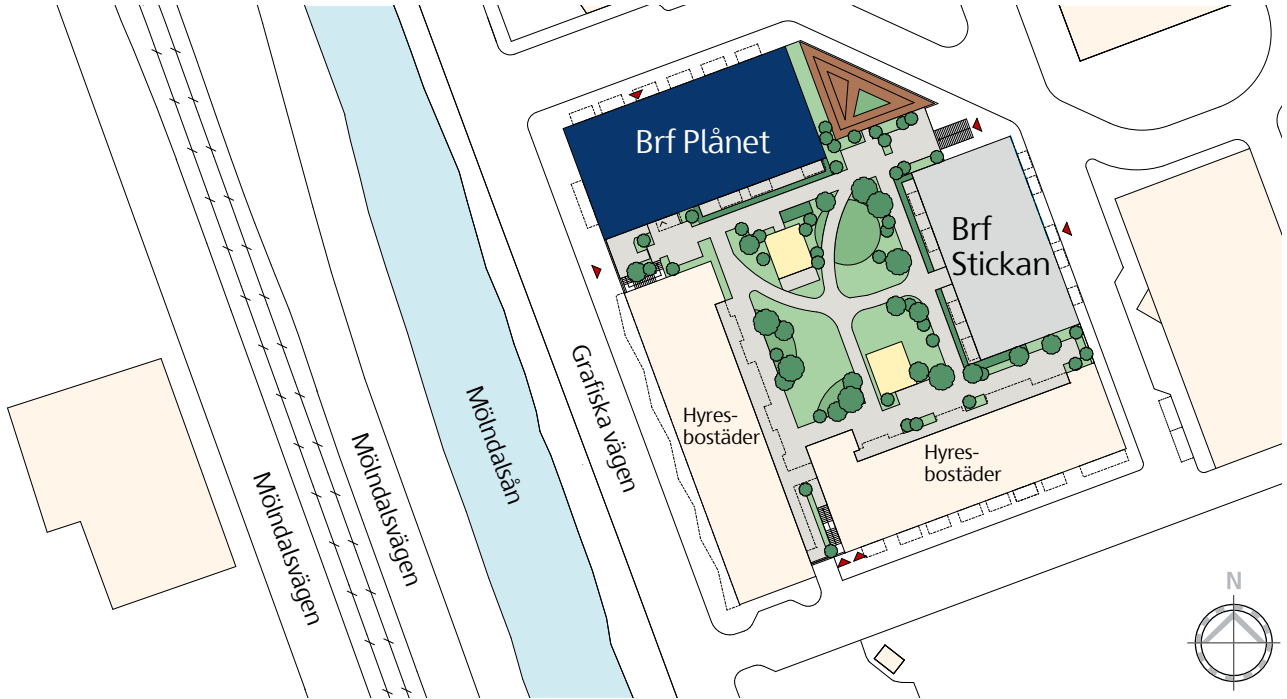 Brf Plånet
Brf
Stickan
Hyres-
bostäder
Hyres-
bostäder
Grafiska vägen
Mölndalsån
Mölndalsvägen
Mölndalsvägen
N